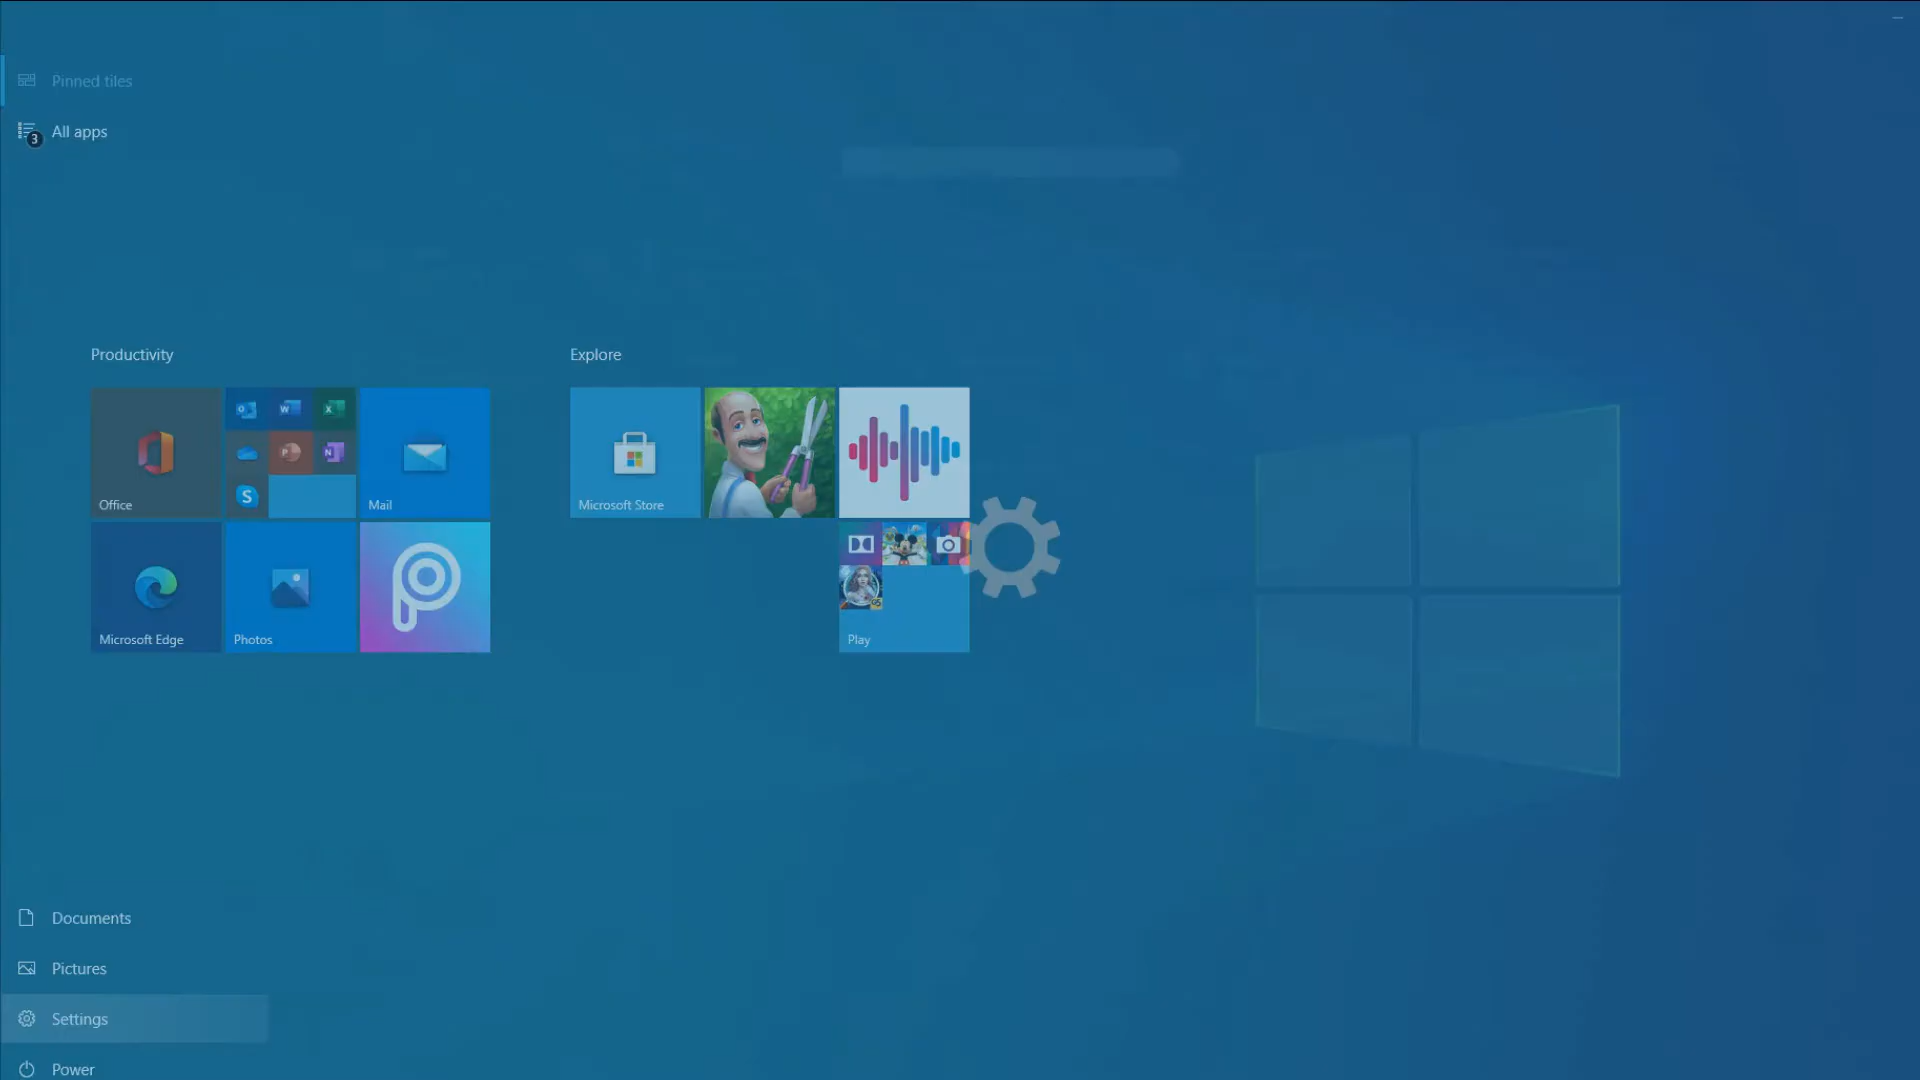 Pinned tiles
3
All apps
Productivity
Explore
O
W
X
P
N
S
Office
Mail
Microsoft Store
Microsoft Edge
Photos
Play
Documents
Pictures
Settings
Power